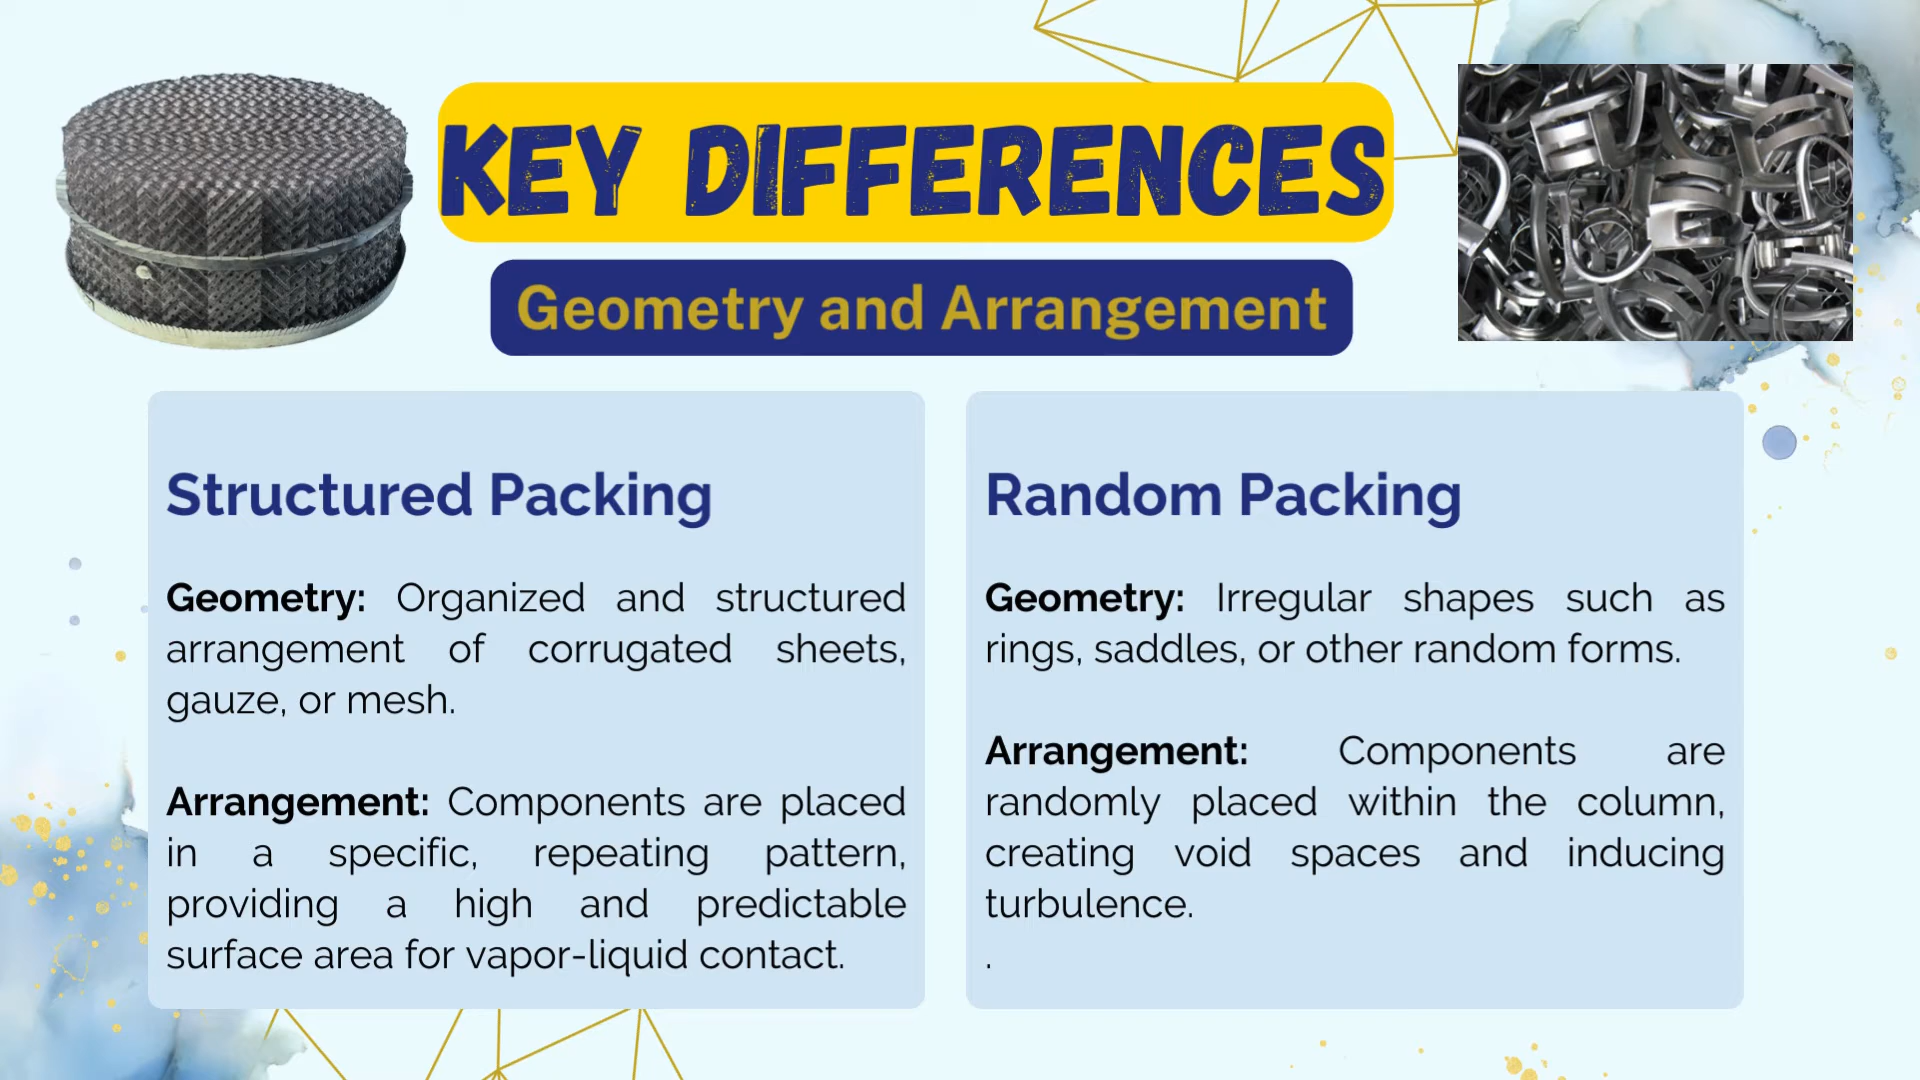 KEY DIFFERENCES
Geometry and Arrangement
Structured Packing
Geometry: Organized and structured
arrangement of corrugated sheets,
gauze, or mesh.
Arrangement: Components are placed
in a specific, repeating pattern,
providing a high and predictable
surface area for vapor-liquid contact.
Random Packing
Geometry: Irregular shapes such as
rings, saddles, or other random forms.
Arrangement: Components are
randomly placed within the column,
creating void spaces and inducing
turbulence.
.